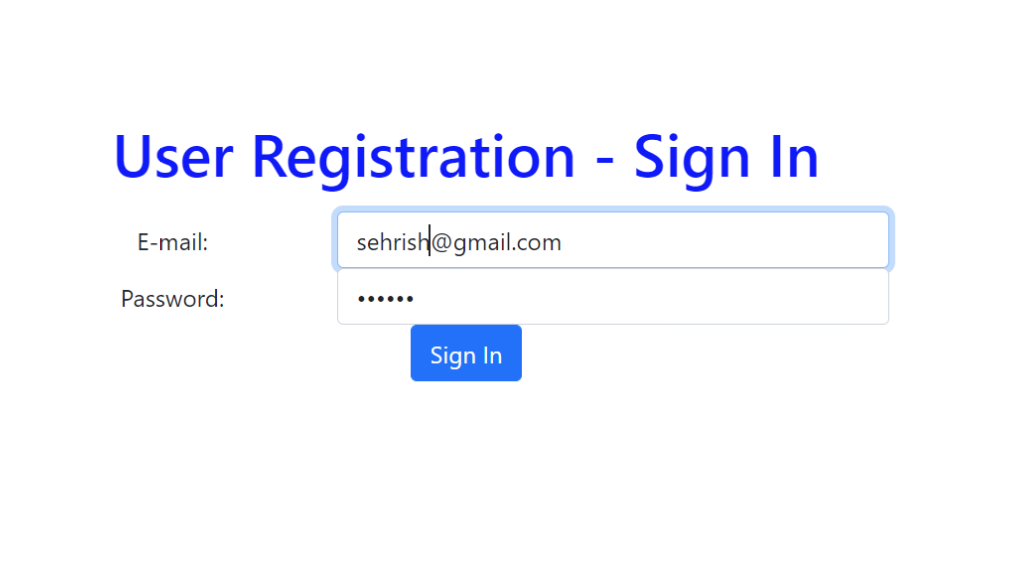 User Registration - Sign In
E-mail: sehrish@gmail.com
Password: ••••••
Sign In